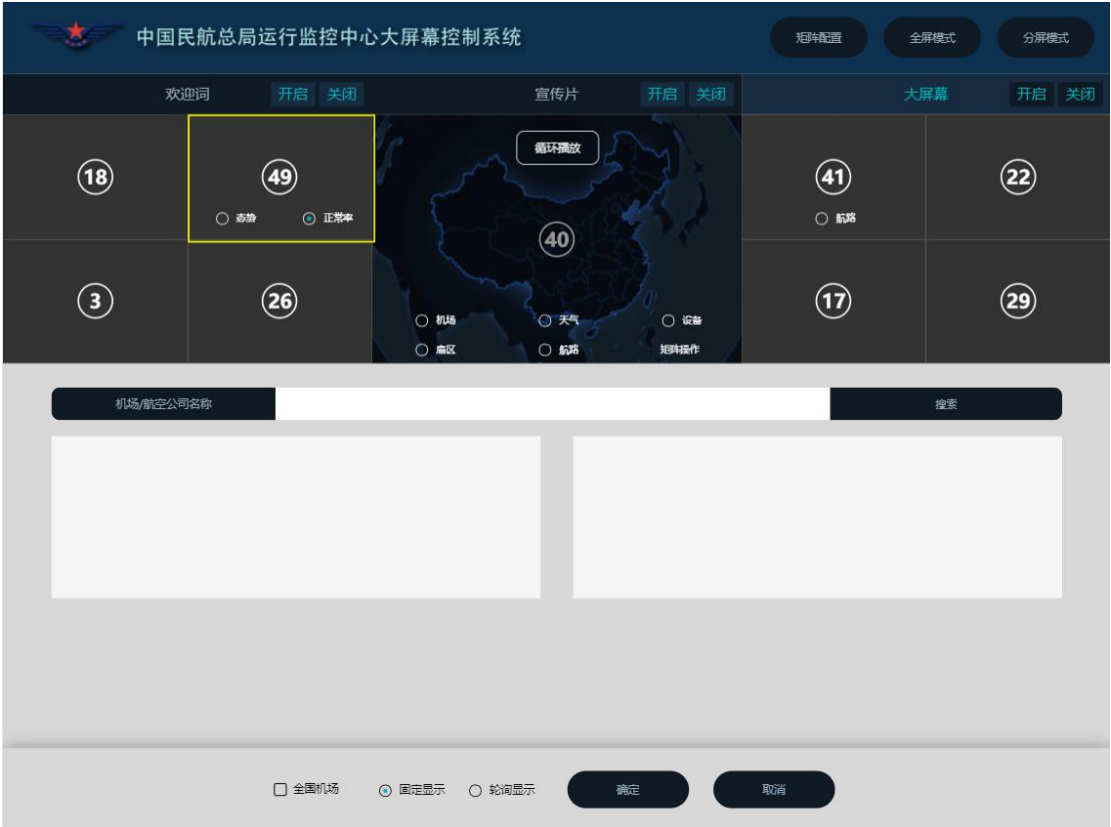 中国民航总局运行监控中心大屏幕控制系统 矩阵配置 全屏模式 分屏模式
欢迎词 开启 关闭 宣传片 开启 关闭 大屏幕 开启 关闭
循环播放
18 49 41 22
态势 正常率 航路
40
3 26 17 29
机场 天气 设备
扇区 航路 矩阵操作
机场/航空公司名称 搜索
全国机场 固定显示 轮询显示 确定 取消